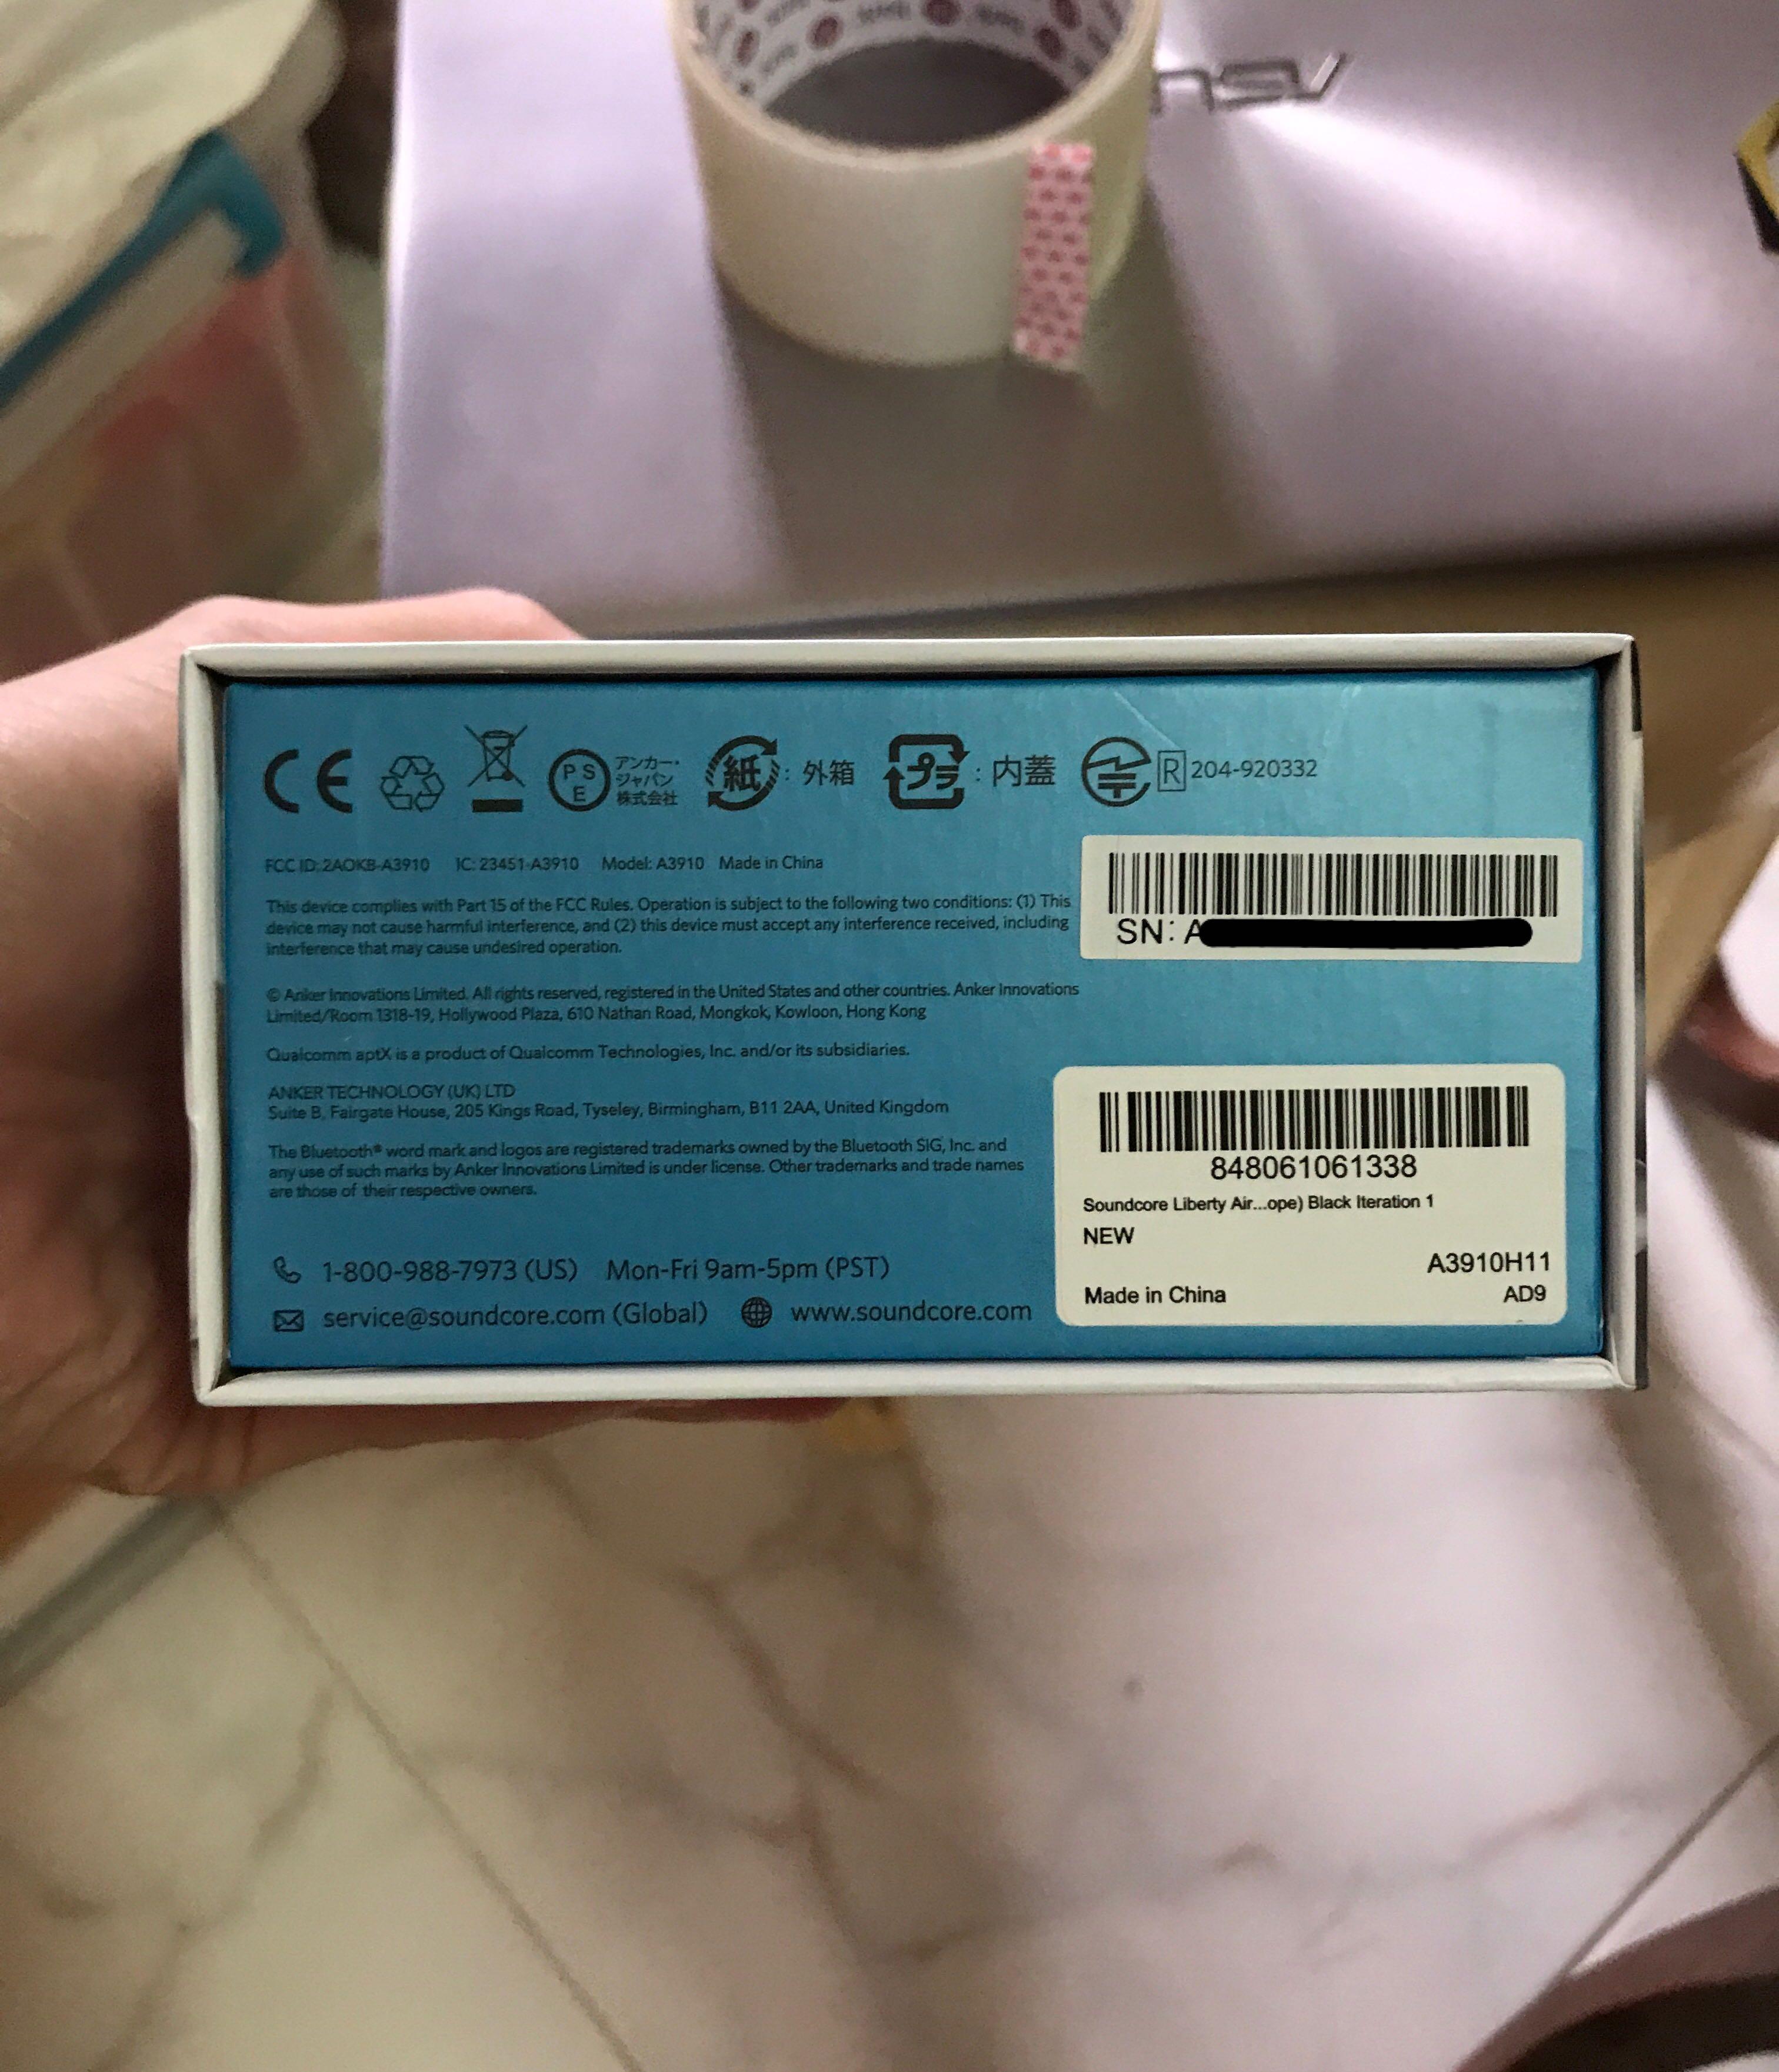 CE
PS
E
アンカー・
ジャパン
株式会社
紙 : 外箱
プラ : 内蓋
R 204-920332
FCC ID: 2AOKB-A3910 IC: 23451-A3910 Model: A3910 Made in China
This device complies with Part 15 of the FCC Rules. Operation is subject to the following two conditions: (1) This
device may not cause harmful interference, and (2) this device must accept any interference received, including
interference that may cause undesired operation.
SN: A
© Anker Innovations Limited. All rights reserved, registered in the United States and other countries. Anker Innovations
Limited/Room 1318-19, Hollywood Plaza, 610 Nathan Road, Mongkok, Kowloon, Hong Kong
Qualcomm aptX is a product of Qualcomm Technologies, Inc. and/or its subsidiaries.
ANKER TECHNOLOGY (UK) LTD
Suite B, Fairgate House, 205 Kings Road, Tyseley, Birmingham, B11 2AA, United Kingdom
The Bluetooth® word mark and logos are registered trademarks owned by the Bluetooth SIG, Inc. and
any use of such marks by Anker Innovations Limited is under license. Other trademarks and trade names
are those of their respective owners.
1-800-988-7973 (US) Mon-Fri 9am-5pm (PST)
service@soundcore.com (Global) www.soundcore.com
848061061338
Soundcore Liberty Air...ope) Black Iteration 1
NEW
A3910H11
Made in China AD9